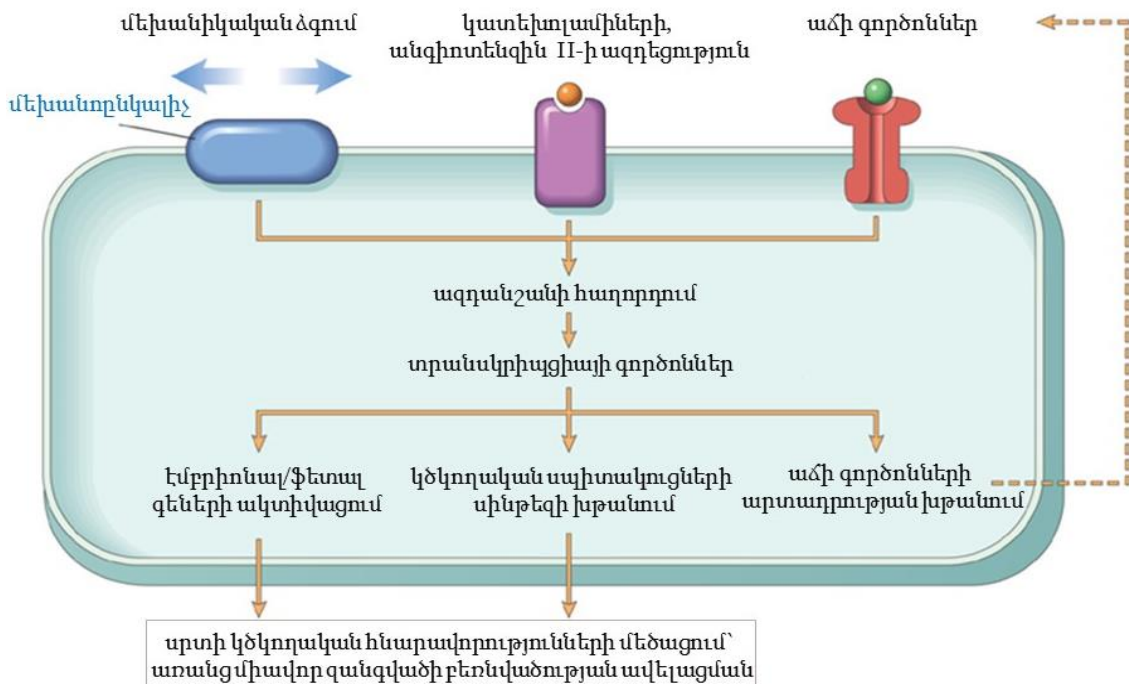 մեխանիկական ձգում
կատեխոլամիների,
անգիոտենզին II-ի ազդեցություն
աճի գործոններ
մեխանոընկալիչ
ազդանշանի հաղորդում
տրանսկրիպցիայի գործոններ
էմբրիոնալ/ֆետալ
գեների ակտիվացում
կծկողական սպիտակուցների
սինթեզի խթանում
աճի գործոնների
արտադրության խթանում
սրտի կծկողական հնարավորությունների մեծացում՝
առանց միավոր զանգվածի բեռնվածության ավելացման